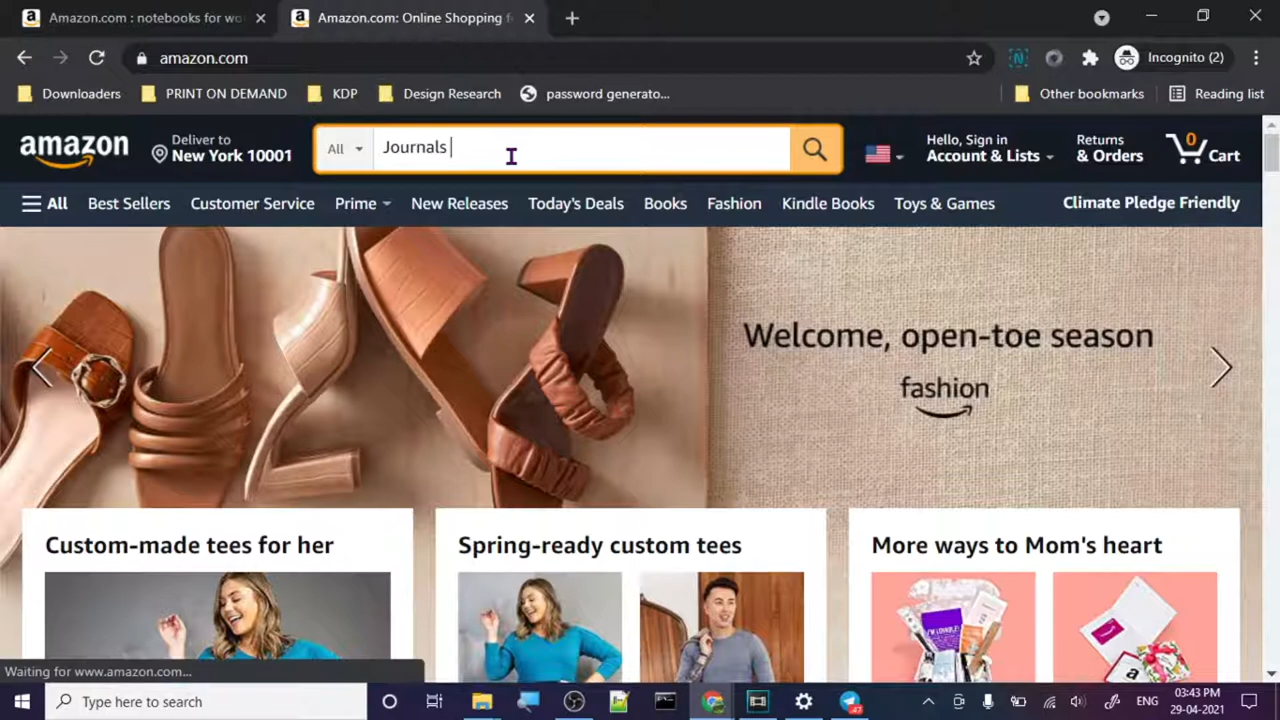 Amazon.com : notebooks for wo
Amazon.com: Online Shopping f
amazon.com
Incognito (2)
Downloaders
PRINT ON DEMAND
KDP
Design Research
password generato...
Other bookmarks
Reading list
amazon
Deliver to
New York 10001
All
Journals
Hello, Sign in
Account & Lists
Returns
& Orders
0
Cart
All
Best Sellers
Customer Service
Prime
New Releases
Today's Deals
Books
Fashion
Kindle Books
Toys & Games
Climate Pledge Friendly
Welcome, open-toe season
fashion
Custom-made tees for her
Spring-ready custom tees
More ways to Mom's heart
Waiting for www.amazon.com...
Type here to search
ENG
03:43 PM
29-04-2021